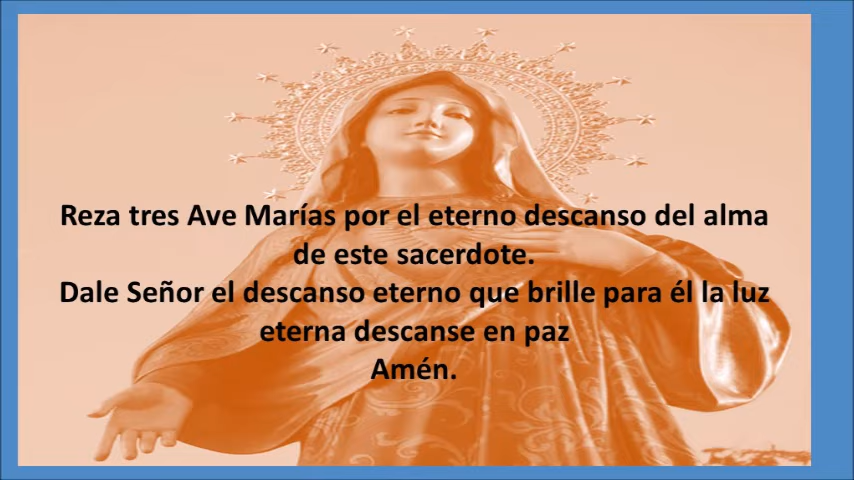 Reza tres Ave Marías por el eterno descanso del alma
de este sacerdote.
Dale Señor el descanso eterno que brille para él la luz
eterna descanse en paz
Amén.